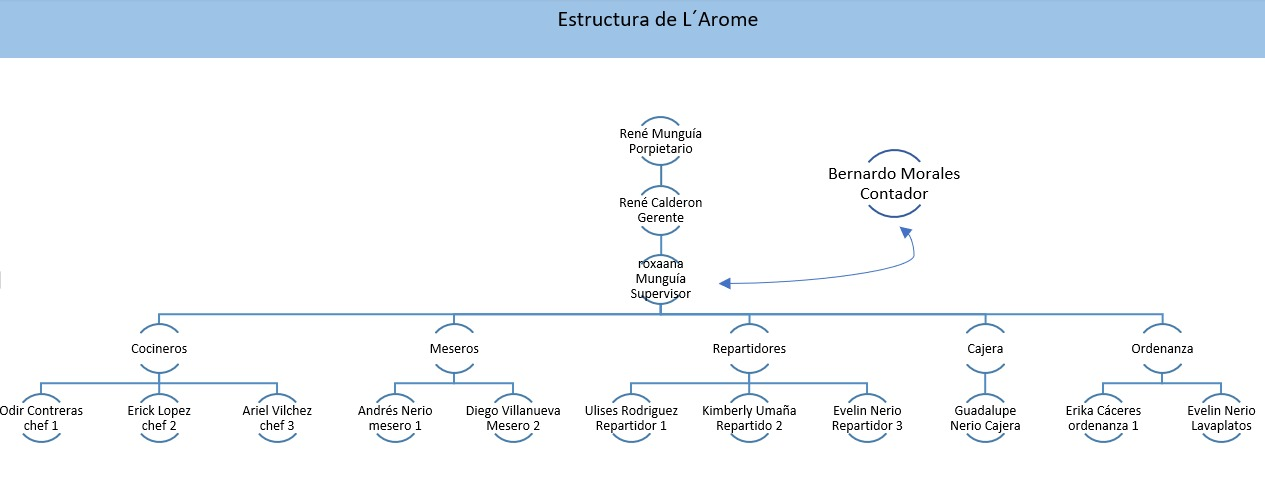 Estructura de L´Arome
René Munguía
Porpietario
Bernardo Morales
Contador
René Calderon
Gerente
roxaana
Munguía
Supervisor
Cocineros
Meseros
Repartidores
Cajera
Ordenanza
Odir Contreras
chef 1
Erick Lopez
chef 2
Ariel Vilchez
chef 3
Andrés Nerio
mesero 1
Diego Villanueva
Mesero 2
Ulises Rodriguez
Repartidor 1
Kimberly Umaña
Repartido 2
Evelin Nerio
Repartidor 3
Guadalupe
Nerio Cajera
Erika Cáceres
ordenanza 1
Evelin Nerio
Lavaplatos